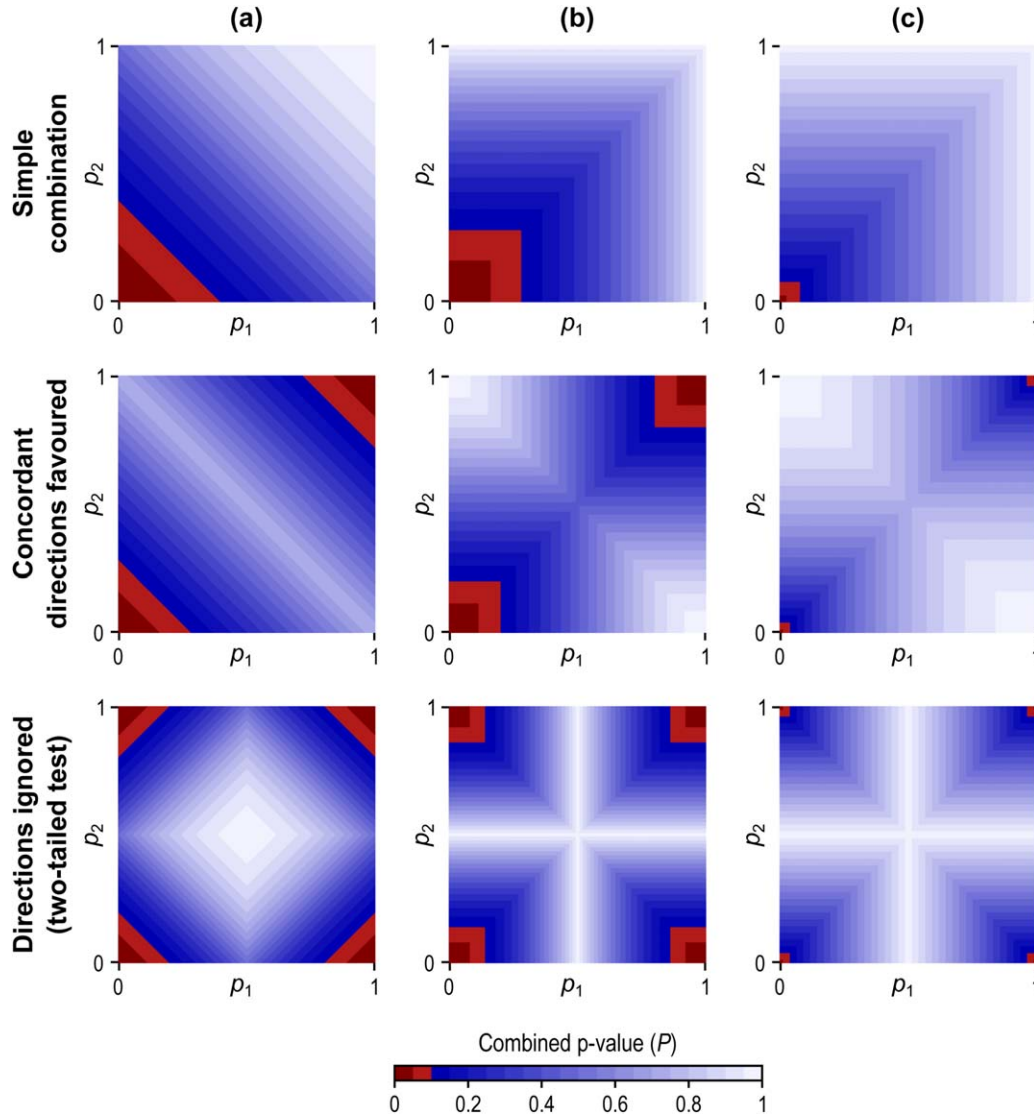 (a) (b) (c)
Simple
combination
1 1 1
p₂ p₂ p₂
0 0 0
0 p₁ 1 0 p₁ 1 0 p₁ 1
Concordant
directions favoured
1 1 1
p₂ p₂ p₂
0 0 0
0 p₁ 1 0 p₁ 1 0 p₁ 1
Directions ignored
(two-tailed test)
1 1 1
p₂ p₂ p₂
0 0 0
0 p₁ 1 0 p₁ 1 0 p₁ 1
Combined p-value (P)
0 0.2 0.4 0.6 0.8 1